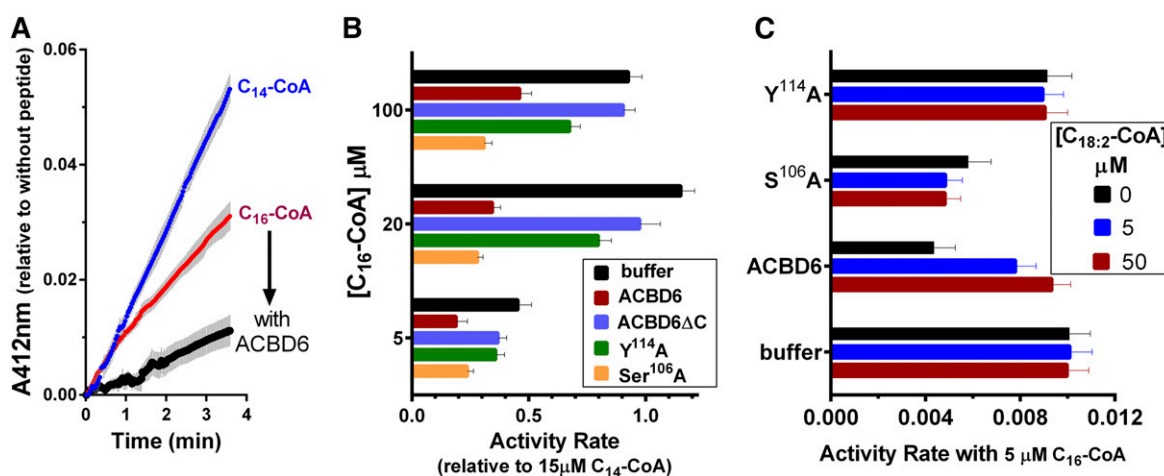 A
A412nm (relative to without peptide)
0.06
0.04
0.02
0.00
0
1
2
3
4
Time (min)
C14-CoA
C16-CoA
with
ACBD6
B
[C16-CoA] µM
100
20
5
0.0
0.5
1.0
Activity Rate
(relative to 15µM C14-CoA)
buffer
ACBD6
ACBD6ΔC
Y114A
Ser106A
C
Y114A
S106A
ACBD6
buffer
0.000
0.004
0.008
0.012
Activity Rate with 5 µM C16-CoA
[C18:2-CoA]
µM
0
5
50